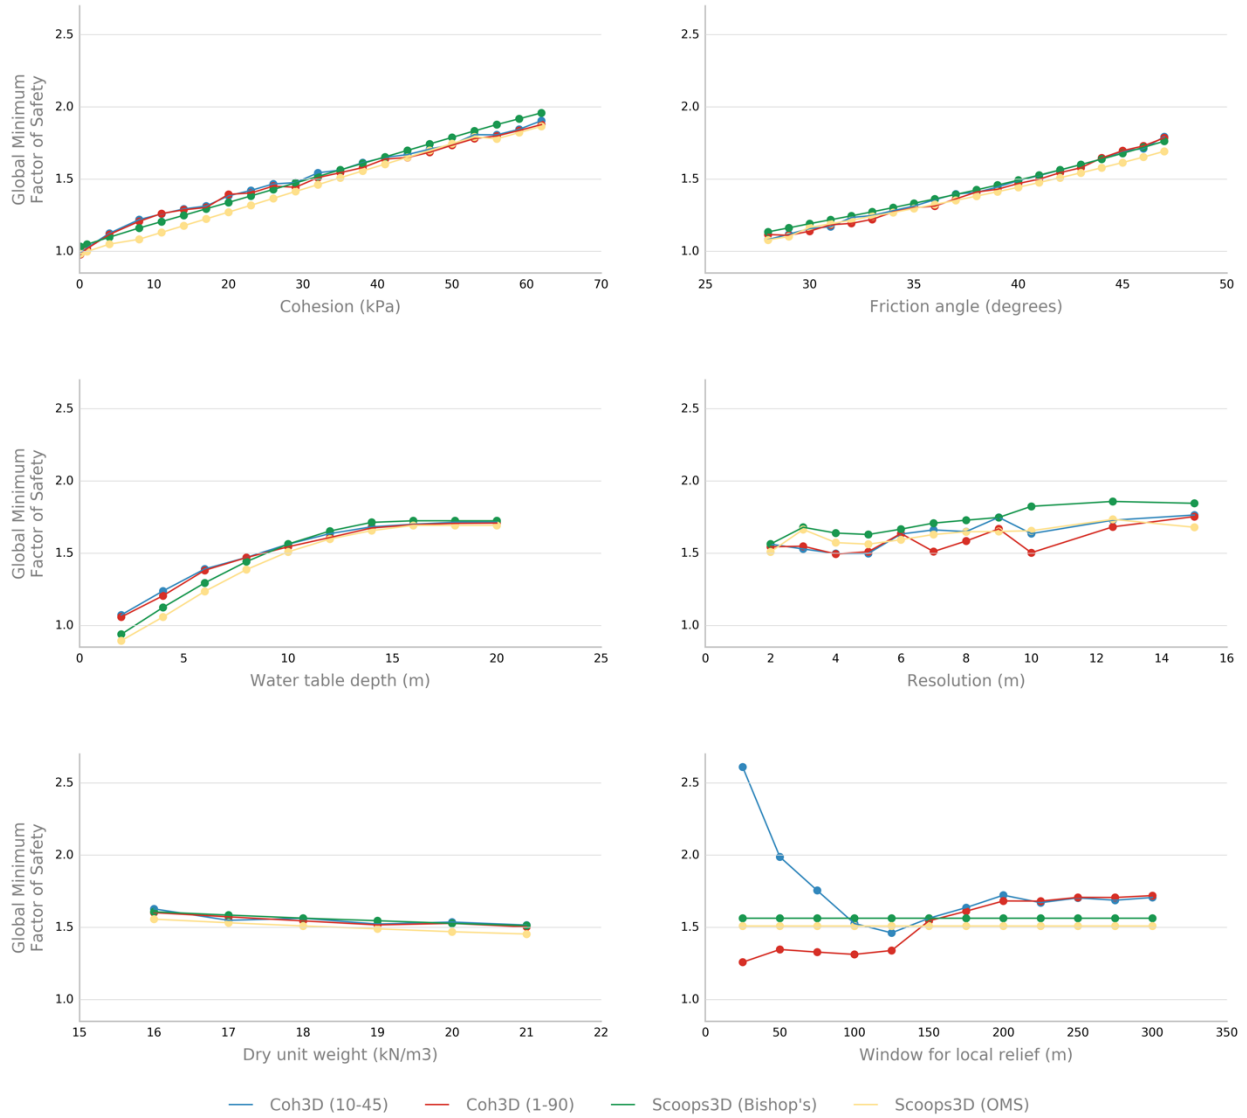 2.5
2.0
1.5
1.0
Global Minimum
Factor of Safety
0 10 20 30 40 50 60 70
Cohesion (kPa)
2.5
2.0
1.5
1.0
25 30 35 40 45 50
Friction angle (degrees)
2.5
2.0
1.5
1.0
Global Minimum
Factor of Safety
0 5 10 15 20 25
Water table depth (m)
2.5
2.0
1.5
1.0
0 2 4 6 8 10 12 14 16
Resolution (m)
2.5
2.0
1.5
1.0
Global Minimum
Factor of Safety
15 16 17 18 19 20 21 22
Dry unit weight (kN/m3)
2.5
2.0
1.5
1.0
0 50 100 150 200 250 300 350
Window for local relief (m)
Coh3D (10-45) Coh3D (1-90) Scoops3D (Bishop's) Scoops3D (OMS)